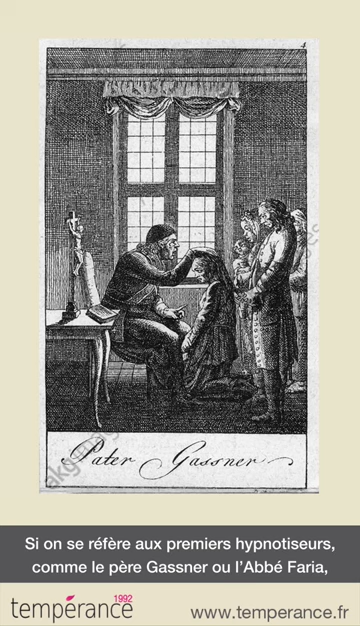 4
Pater Gassner
Si on se réfère aux premiers hypnotiseurs,
comme le père Gassner ou l'Abbé Faria,
1992
tempérance
www.temperance.fr